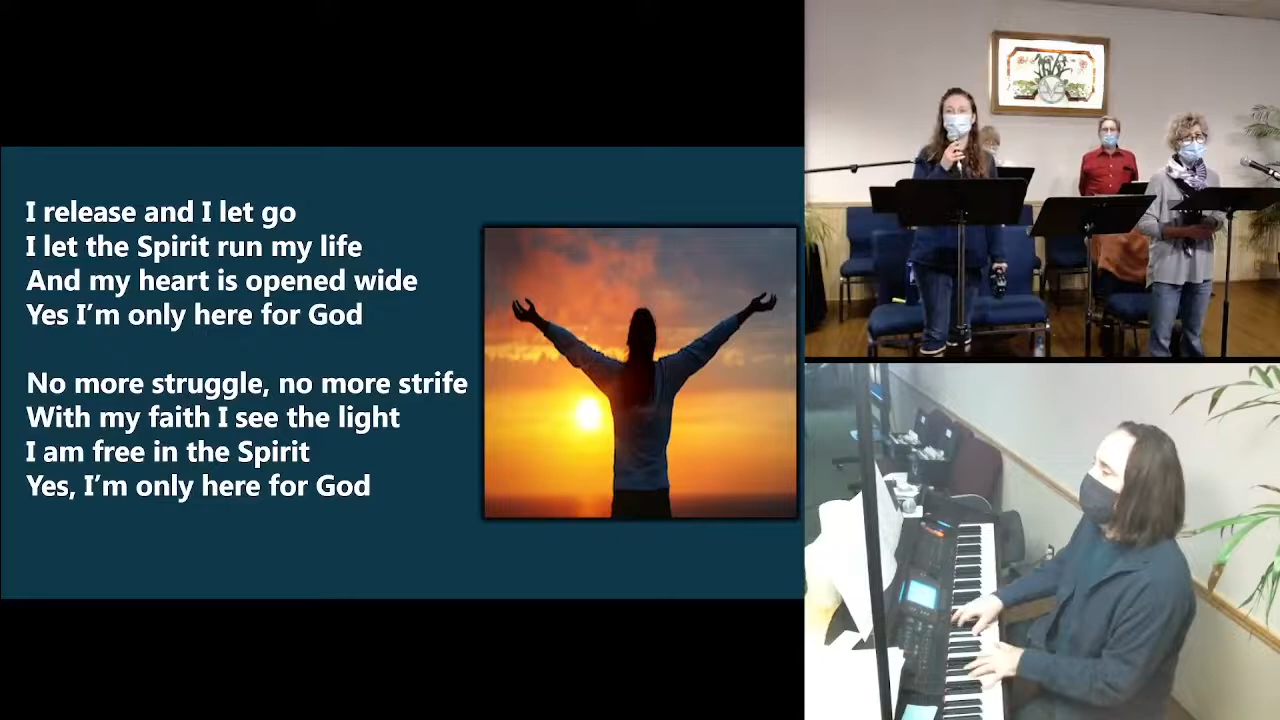 I release and I let go
I let the Spirit run my life
And my heart is opened wide
Yes I’m only here for God
No more struggle, no more strife
With my faith I see the light
I am free in the Spirit
Yes, I’m only here for God